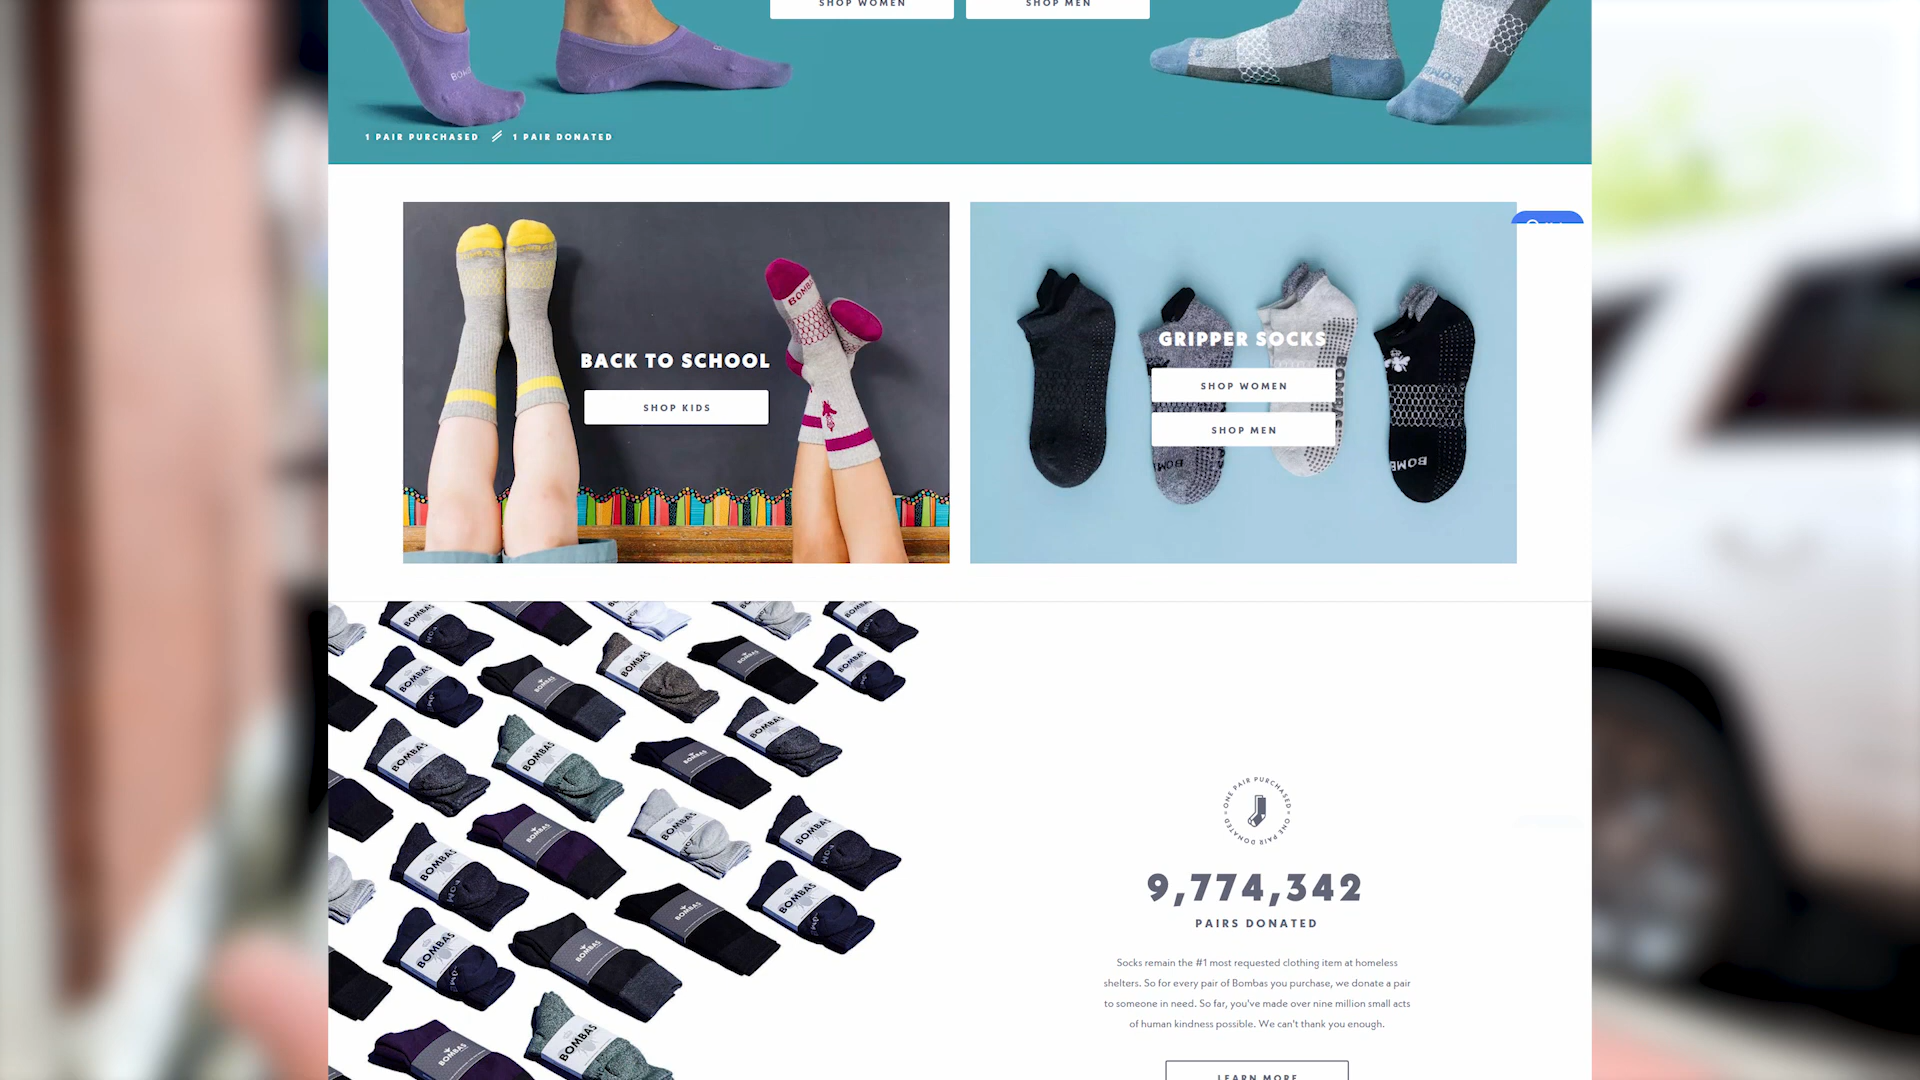 SHOP WOMEN
SHOP MEN
1 PAIR PURCHASED // 1 PAIR DONATED
BACK TO SCHOOL
SHOP KIDS
GRIPPER SOCKS
SHOP WOMEN
SHOP MEN
BOMBAS
ONE PAIR PURCHASED = ONE PAIR DONATED =
9,774,342
PAIRS DONATED
Socks remain the #1 most requested clothing item at homeless
shelters. So for every pair of Bombas you purchase, we donate a pair
to someone in need. So far, you've made over nine million small acts
of human kindness possible. We can't thank you enough.
LEARN MORE